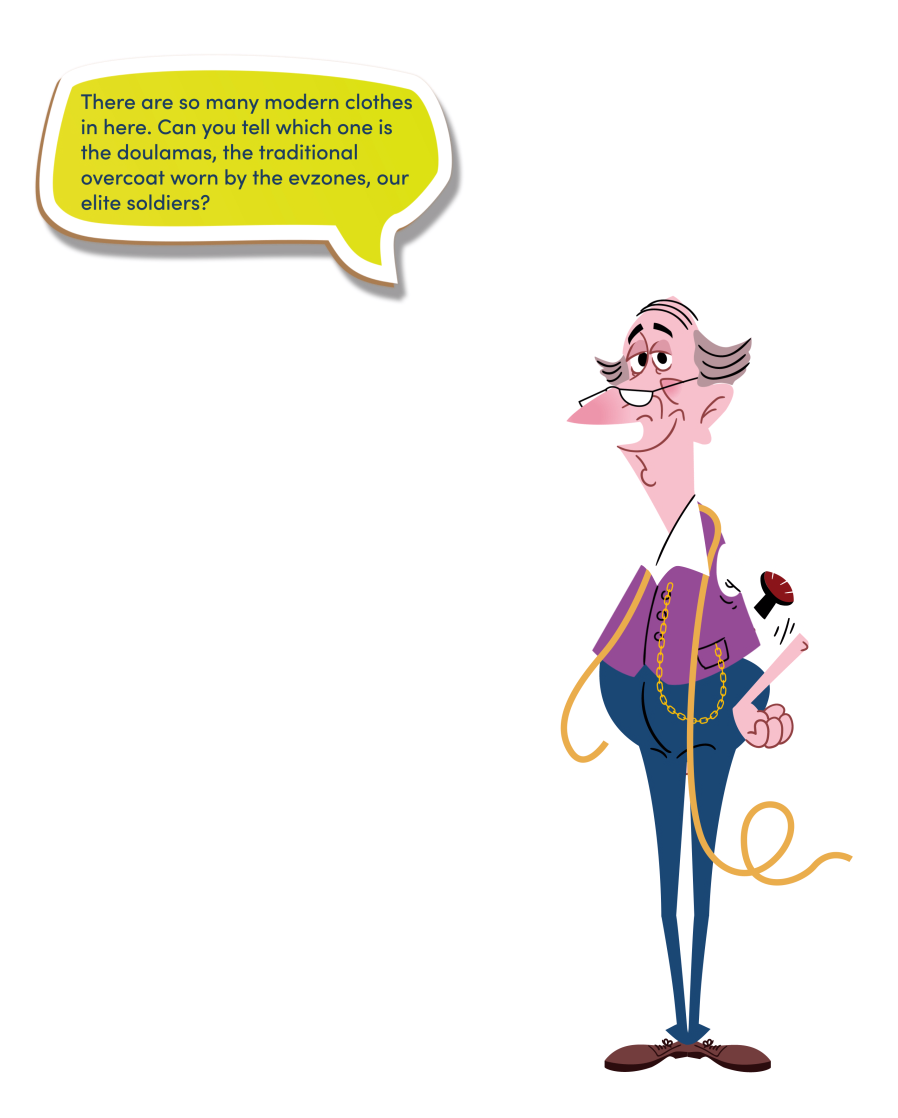 There are so many modern clothes
in here. Can you tell which one is
the doulamas, the traditional
overcoat worn by the evzones, our
elite soldiers?